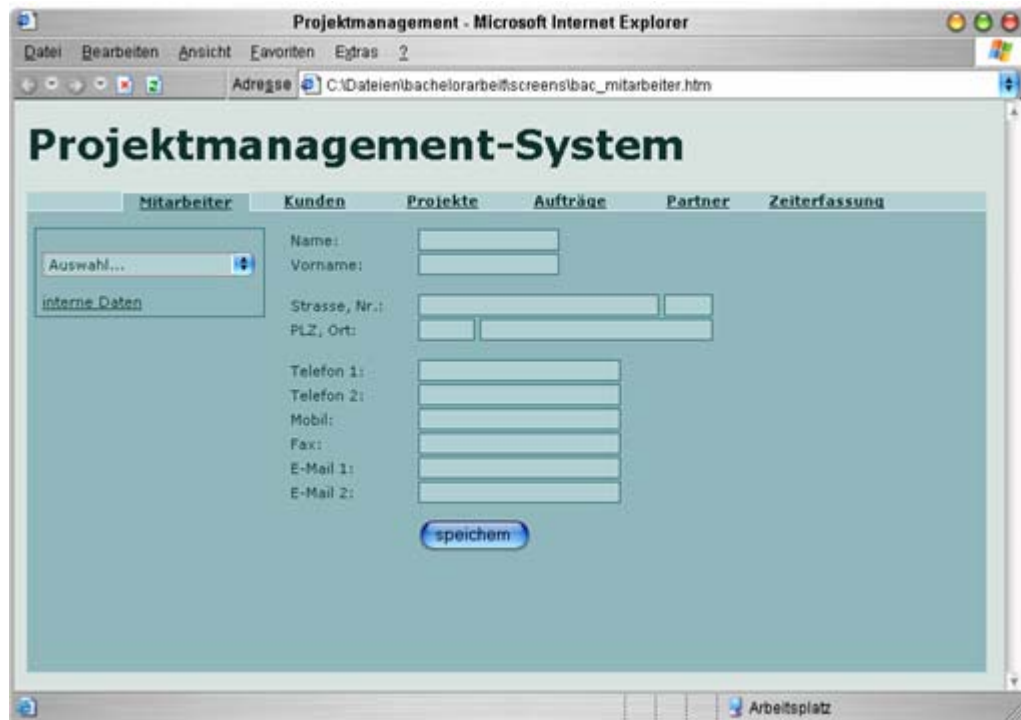 Projektmanagement - Microsoft Internet Explorer
Datei Bearbeiten Ansicht Favoriten Extras ?
Adresse C:\Dateien\bachelorarbeit\screens\bac_mitarbeiter.htm
Projektmanagement-System
Mitarbeiter Kunden Projekte Aufträge Partner Zeiterfassung
Auswahl...
interne Daten
Name:
Vorname:
Strasse, Nr.:
PLZ, Ort:
Telefon 1:
Telefon 2:
Mobil:
Fax:
E-Mail 1:
E-Mail 2:
speichern
Arbeitsplatz